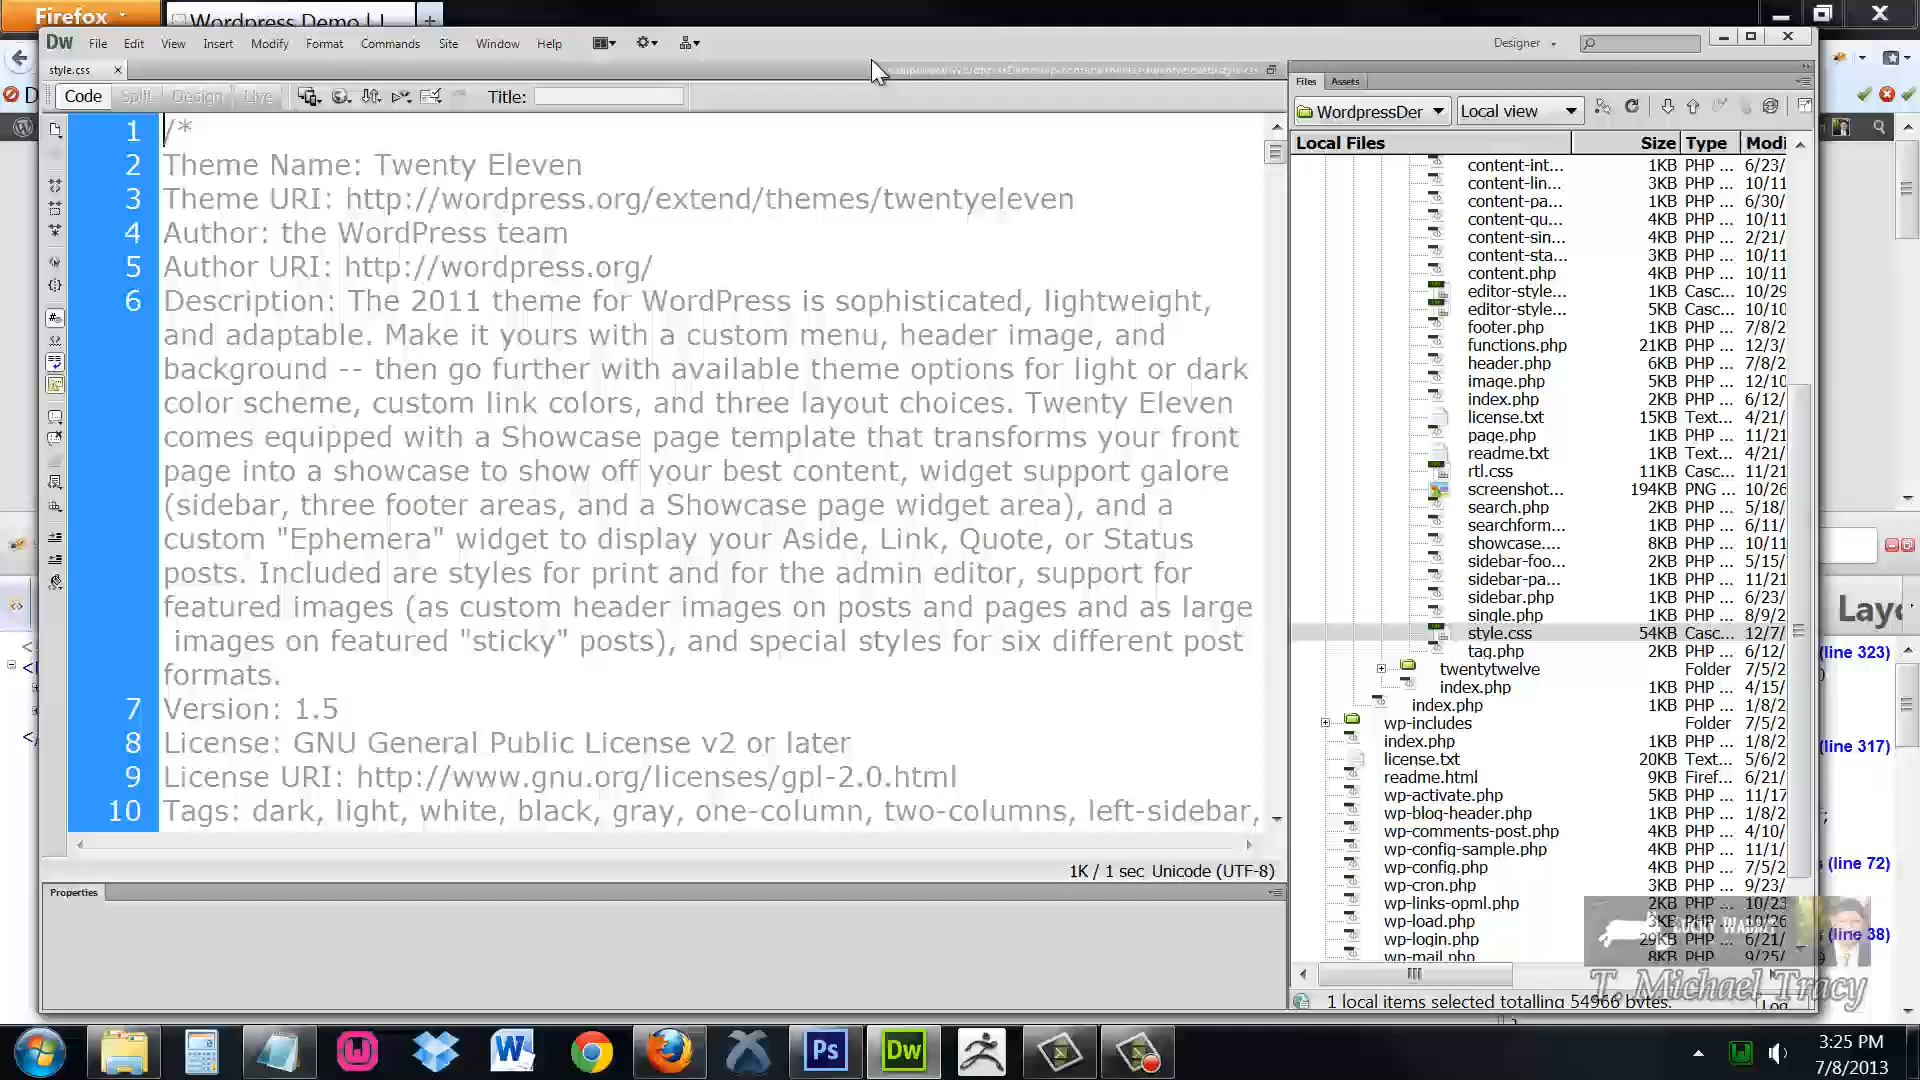 Firefox
Wordpress Demo | |
Dw File Edit View Insert Modify Format Commands Site Window Help Designer
style.css
Code Split Design Live Title:
1 /*
2 Theme Name: Twenty Eleven
3 Theme URI: http://wordpress.org/extend/themes/twentyeleven
4 Author: the WordPress team
5 Author URI: http://wordpress.org/
6 Description: The 2011 theme for WordPress is sophisticated, lightweight,
and adaptable. Make it yours with a custom menu, header image, and
background -- then go further with available theme options for light or dark
color scheme, custom link colors, and three layout choices. Twenty Eleven
comes equipped with a Showcase page template that transforms your front
page into a showcase to show off your best content, widget support galore
(sidebar, three footer areas, and a Showcase page widget area), and a
custom "Ephemera" widget to display your Aside, Link, Quote, or Status
posts. Included are styles for print and for the admin editor, support for
featured images (as custom header images on posts and pages and as large
images on featured "sticky" posts), and special styles for six different post
formats.
7 Version: 1.5
8 License: GNU General Public License v2 or later
9 License URI: http://www.gnu.org/licenses/gpl-2.0.html
10 Tags: dark, light, white, black, gray, one-column, two-columns, left-sidebar,
1K / 1 sec Unicode (UTF-8)
Properties
Files Assets
WordpressDer Local view
Local Files Size Type Modi
content-int... 1KB PHP ... 6/23/
content-lin... 3KB PHP ... 10/11
content-pa... 1KB PHP ... 6/30/
content-qu... 4KB PHP ... 10/11
content-sin... 4KB PHP ... 2/21/
content-sta... 3KB PHP ... 10/11
content.php 4KB PHP ... 10/11
editor-style... 1KB Casc... 10/29
editor-style... 5KB Casc... 10/10
footer.php 1KB PHP ... 7/8/2
functions.php 21KB PHP ... 12/3/
header.php 6KB PHP ... 7/8/2
image.php 5KB PHP ... 12/10
index.php 2KB PHP ... 6/12/
license.txt 15KB Text... 4/21/
page.php 1KB PHP ... 11/21
readme.txt 1KB Text... 4/21/
rtl.css 11KB Casc... 11/21
screenshot... 194KB PNG ... 10/26
search.php 2KB PHP ... 5/18/
searchform... 1KB PHP ... 6/11/
showcase.... 8KB PHP ... 10/11
sidebar-foo... 2KB PHP ... 5/15/
sidebar-pa... 1KB PHP ... 11/21
sidebar.php 1KB PHP ... 6/23/
single.php 1KB PHP ... 8/9/2
style.css 54KB Casc... 12/7/
tag.php 2KB PHP ... 6/12/
twentytwelve Folder 7/5/2
index.php 1KB PHP ... 4/15/
index.php 1KB PHP ... 1/8/2
wp-includes Folder 7/5/2
index.php 1KB PHP ... 1/8/2
license.txt 20KB Text... 5/6/2
readme.html 9KB Firef... 6/21/
wp-activate.php 5KB PHP ... 11/17
wp-blog-header.php 1KB PHP ... 1/8/2
wp-comments-post.php 4KB PHP ... 4/10/
wp-config-sample.php 4KB PHP ... 11/1/
wp-config.php 4KB PHP ... 7/5/2
wp-cron.php 3KB PHP ... 9/23/
wp-links-opml.php 2KB PHP ... 10/23
wp-load.php 3KB PHP ... 10/26
wp-login.php 29KB PHP ... 6/21/
wp-mail.php 8KB PHP ... 9/25/
1 local items selected totalling 54966 bytes. Log
Layo
(line 323)
(line 317)
(line 72)
(line 38)
LUCKY WABBIT
T. Michael Tracy
Ps Dw
3:25 PM
7/8/2013